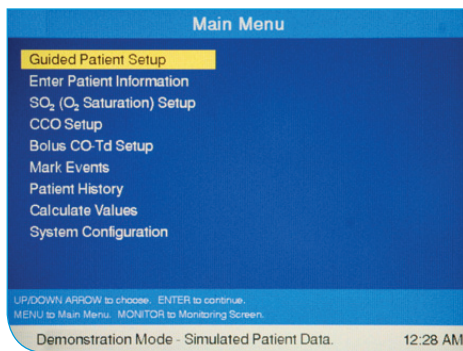 Main Menu
Guided Patient Setup
Enter Patient Information
SO₂ (O₂ Saturation) Setup
CCO Setup
Bolus CO-Td Setup
Mark Events
Patient History
Calculate Values
System Configuration
UP/DOWN ARROW to choose. ENTER to continue.
MENU to Main Menu. MONITOR to Monitoring Screen.
Demonstration Mode - Simulated Patient Data. 12:28 AM